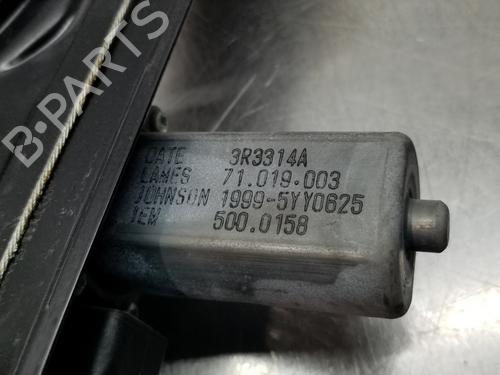 B-PARTS
DATE 3R3314A
LAMES 71.019.003
JOHNSON 1999-5YY0625
IEM 500.0158